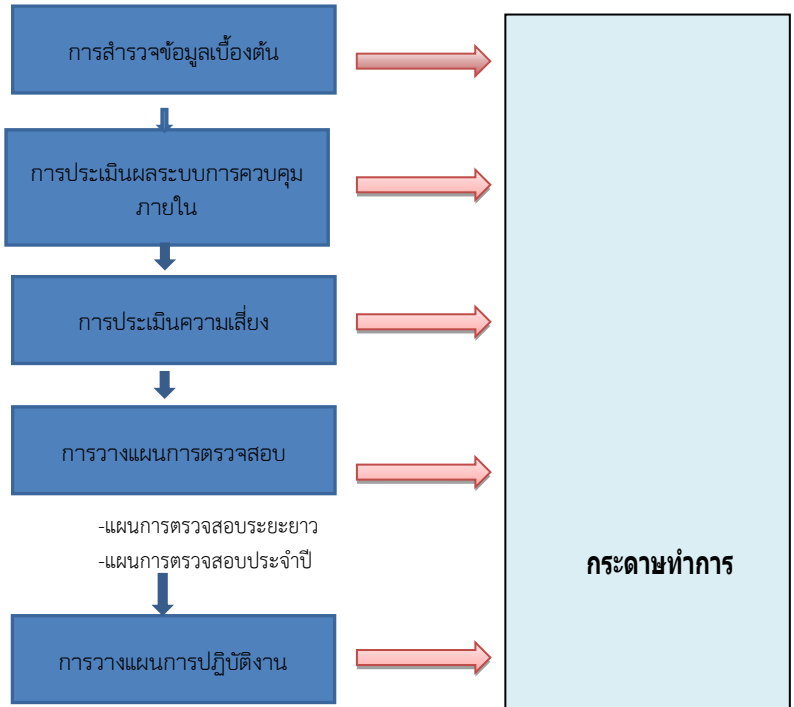 การสำรวจข้อมูลเบื้องต้น
การประเมินผลระบบการควบคุม
ภายใน
การประเมินความเสี่ยง
การวางแผนการตรวจสอบ
-แผนการตรวจสอบระยะยาว
-แผนการตรวจสอบประจำปี
กระดาษทำการ
การวางแผนการปฏิบัติงาน